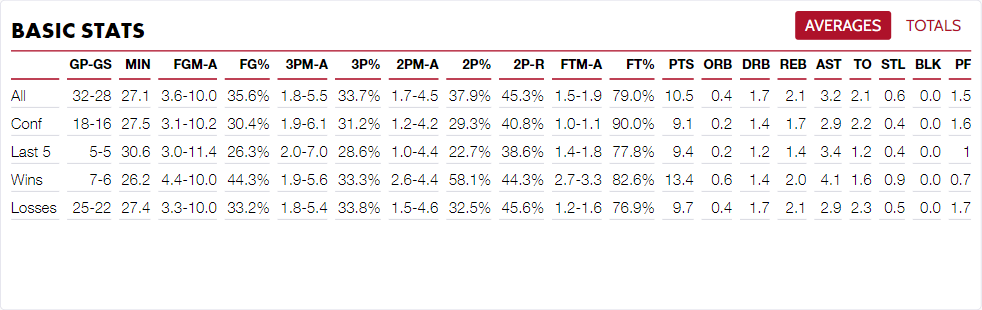 BASIC STATS AVERAGES TOTALS
GP-GS MIN FGM-A FG% 3PM-A 3P% 2PM-A 2P% 2P-R FTM-A FT% PTS ORB DRB REB AST TO STL BLK PF
All 32-28 27.1 3.6-10.0 35.6% 1.8-5.5 33.7% 1.7-4.5 37.9% 45.3% 1.5-1.9 79.0% 10.5 0.4 1.7 2.1 3.2 2.1 0.6 0.0 1.5
Conf 18-16 27.5 3.1-10.2 30.4% 1.9-6.1 31.2% 1.2-4.2 29.3% 40.8% 1.0-1.1 90.0% 9.1 0.2 1.4 1.7 2.9 2.2 0.4 0.0 1.6
Last 5 5-5 30.6 3.0-11.4 26.3% 2.0-7.0 28.6% 1.0-4.4 22.7% 38.6% 1.4-1.8 77.8% 9.4 0.2 1.2 1.4 3.4 1.2 0.4 0.0 1
Wins 7-6 26.2 4.4-10.0 44.3% 1.9-5.6 33.3% 2.6-4.4 58.1% 44.3% 2.7-3.3 82.6% 13.4 0.6 1.4 2.0 4.1 1.6 0.9 0.0 0.7
Losses 25-22 27.4 3.3-10.0 33.2% 1.8-5.4 33.8% 1.5-4.6 32.5% 45.6% 1.2-1.6 76.9% 9.7 0.4 1.7 2.1 2.9 2.3 0.5 0.0 1.7